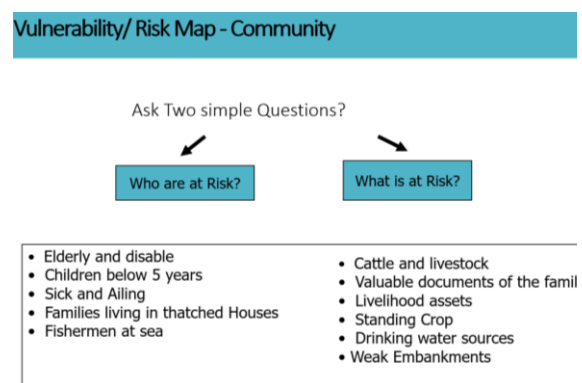 Vulnerability/ Risk Map - Community
Ask Two simple Questions?
Who are at Risk?
What is at Risk?
• Elderly and disable
• Children below 5 years
• Sick and Ailing
• Families living in thatched Houses
• Fishermen at sea
• Cattle and livestock
• Valuable documents of the famil
• Livelihood assets
• Standing Crop
• Drinking water sources
• Weak Embankments